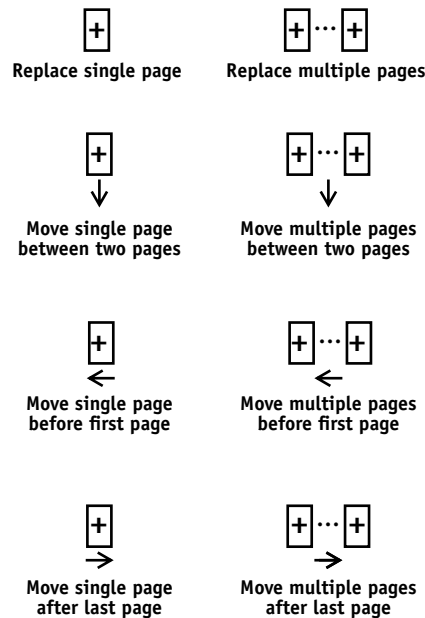 +
+ ... +
Replace single page
Replace multiple pages
+
+ ... +
Move single page
between two pages
Move multiple pages
between two pages
+
+ ... +
Move single page
before first page
Move multiple pages
before first page
+
+ ... +
Move single page
after last page
Move multiple pages
after last page